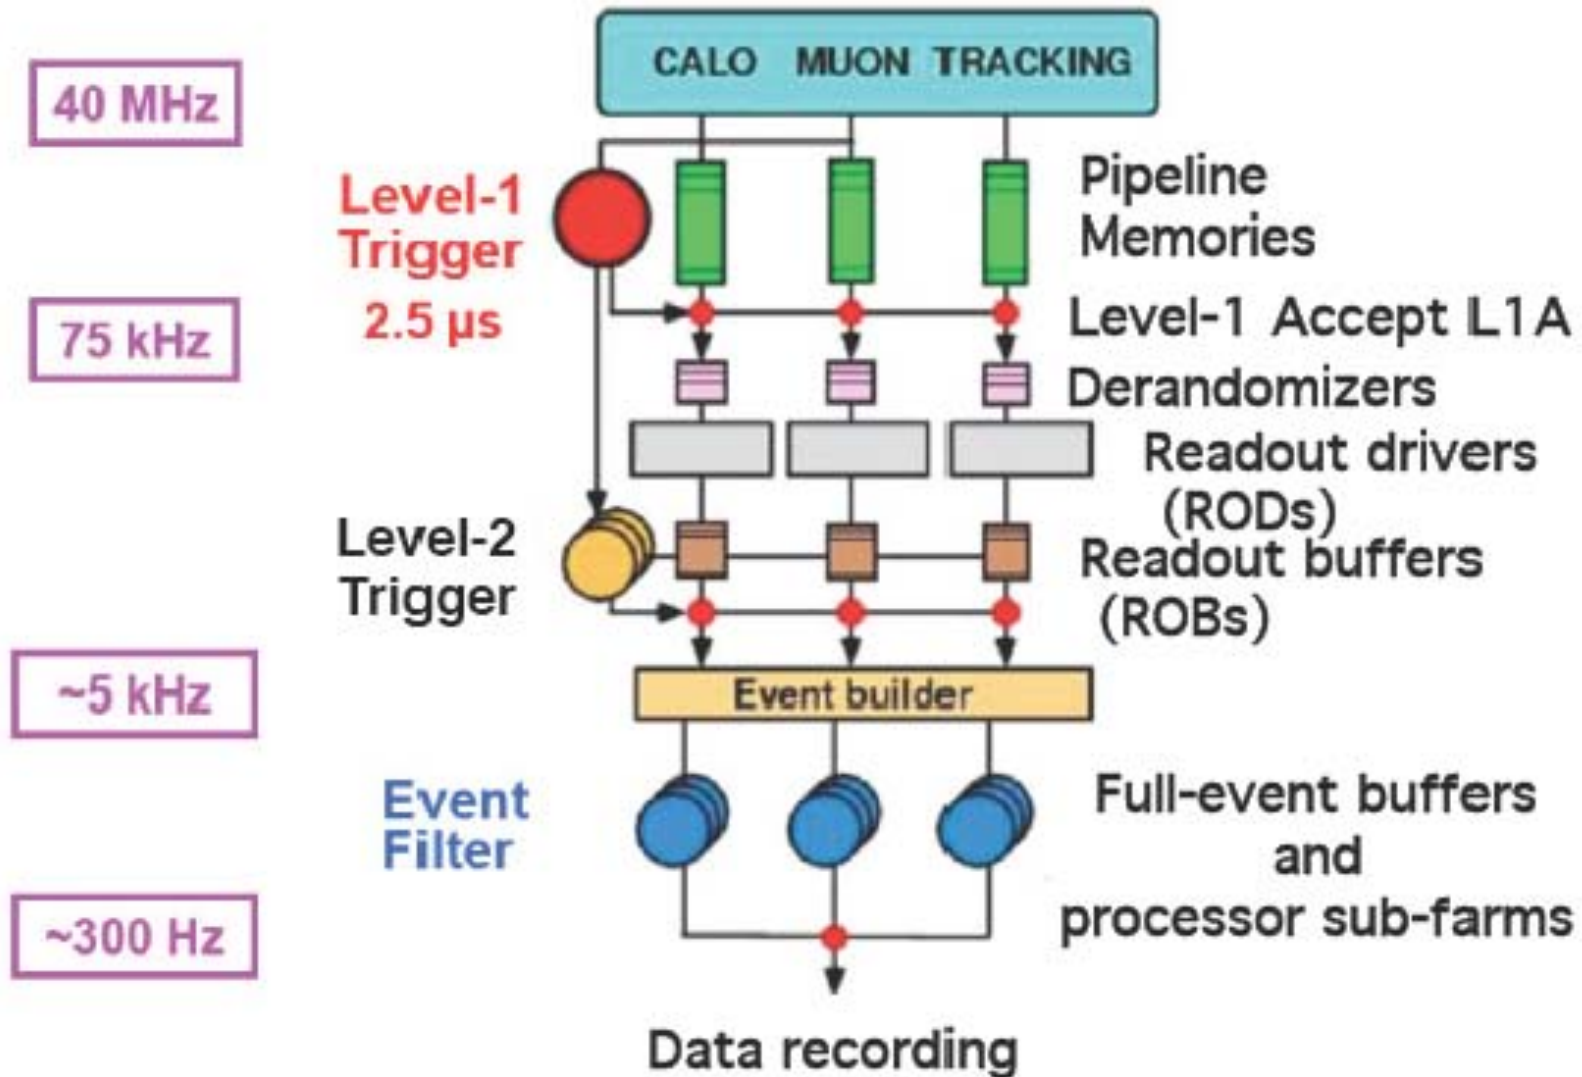 CALO MUON TRACKING
40 MHz
Level-1
Trigger
2.5 µs
Pipeline
Memories
75 kHz
Level-1 Accept L1A
Derandomizers
Readout drivers
(RODs)
Level-2
Trigger
Readout buffers
(ROBs)
~5 kHz
Event builder
Event
Filter
Full-event buffers
and
processor sub-farms
~300 Hz
Data recording